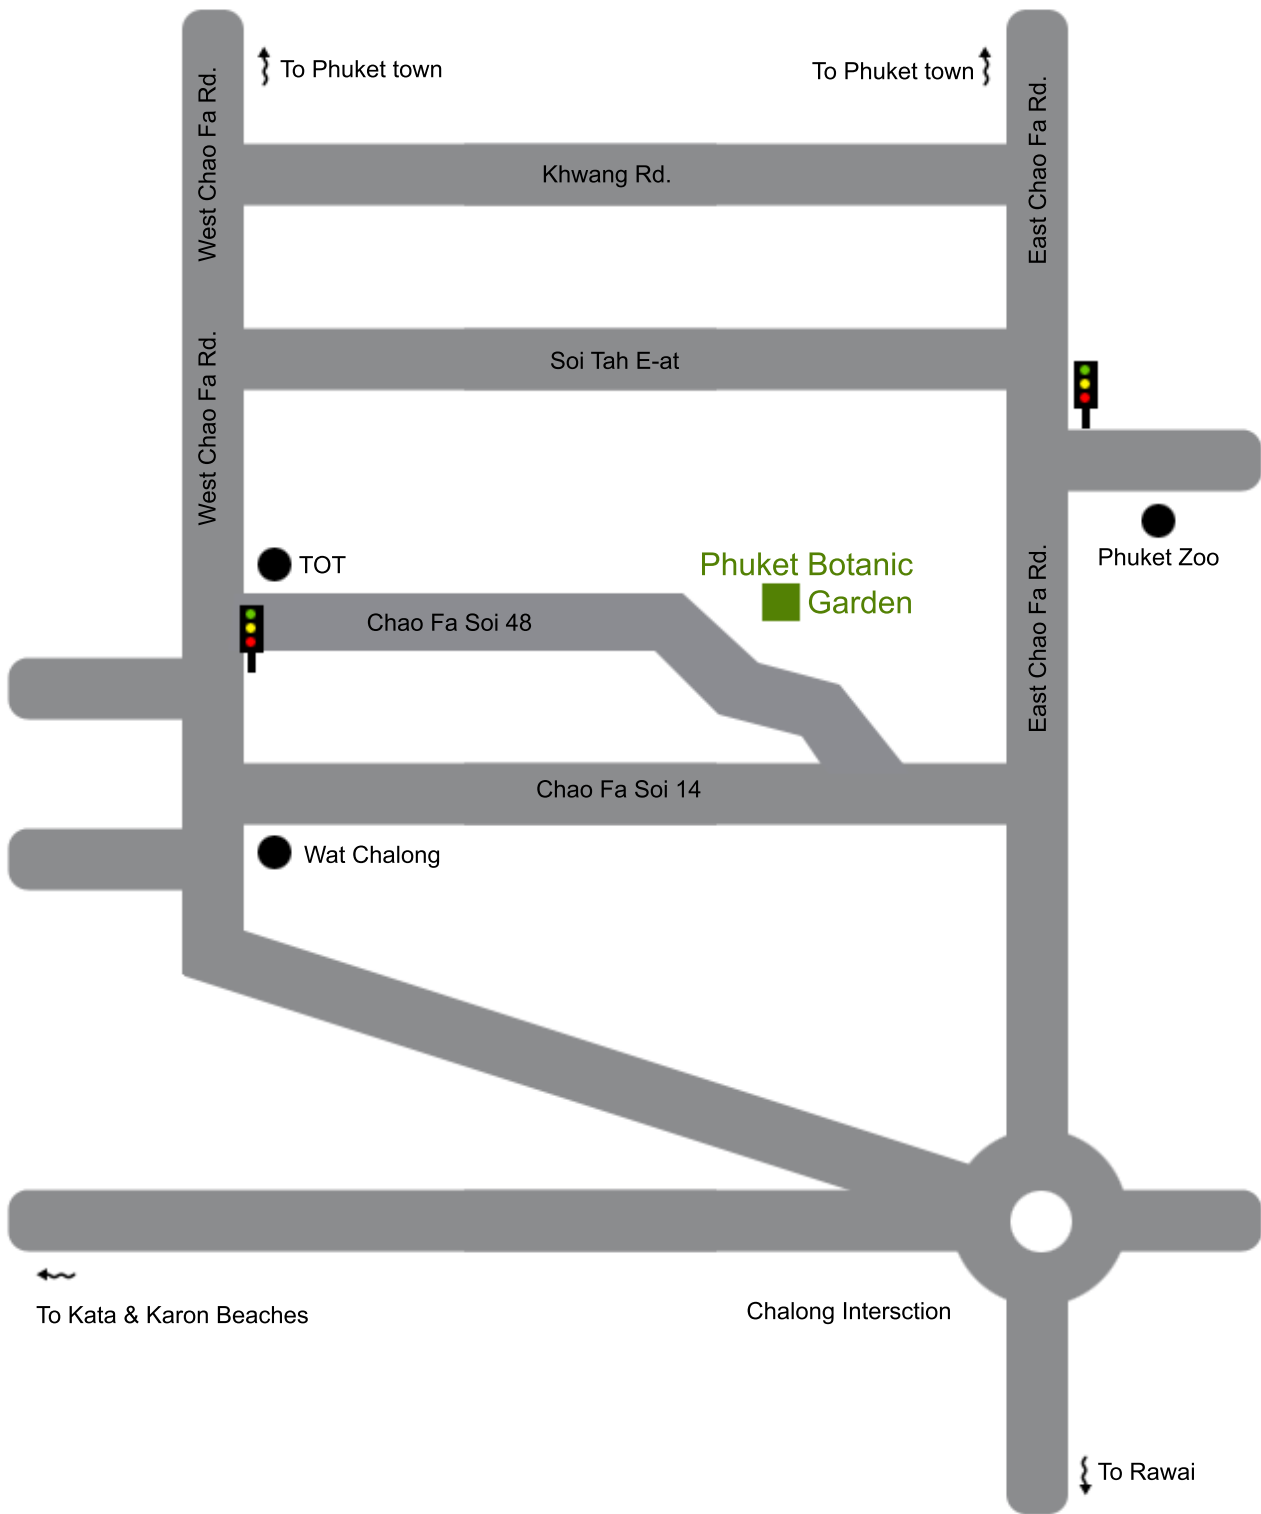 To Phuket town
To Phuket town
West Chao Fa Rd.
East Chao Fa Rd.
Khwang Rd.
West Chao Fa Rd.
Soi Tah E-at
Phuket Zoo
TOT
Phuket Botanic
Garden
Chao Fa Soi 48
East Chao Fa Rd.
Chao Fa Soi 14
Wat Chalong
To Kata & Karon Beaches
Chalong Intersction
To Rawai